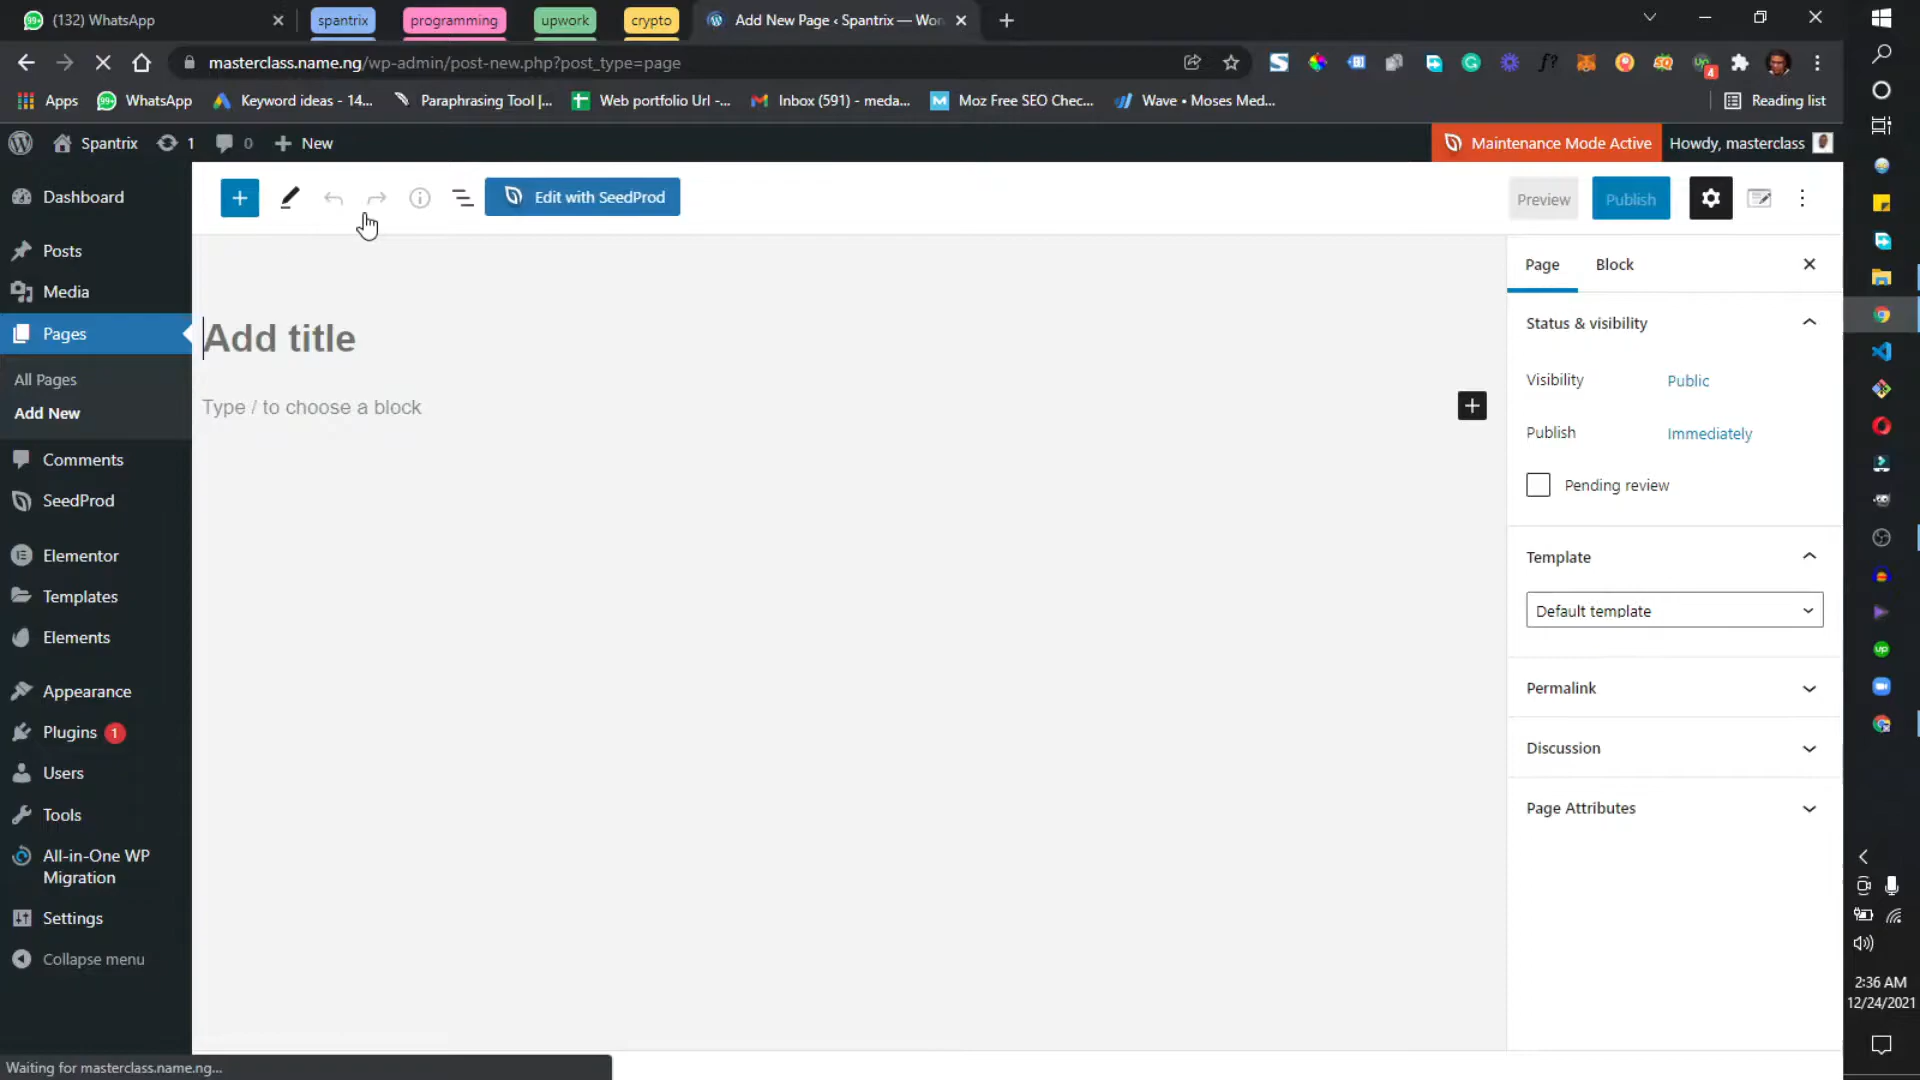 (132) WhatsApp
spantrix
programming
upwork
crypto
Add New Page ‹ Spantrix — Wor
masterclass.name.ng/wp-admin/post-new.php?post_type=page
Apps
WhatsApp
Keyword ideas - 14...
Paraphrasing Tool |...
Web portfolio Url -...
Inbox (591) - meda...
Moz Free SEO Chec...
Wave • Moses Med...
Reading list
Spantrix
1
0
New
Maintenance Mode Active
Howdy, masterclass
Dashboard
Posts
Media
Pages
All Pages
Add New
Comments
SeedProd
Elementor
Templates
Elements
Appearance
Plugins 1
Users
Tools
All-in-One WP
Migration
Settings
Collapse menu
Edit with SeedProd
Preview
Publish
Add title
Type / to choose a block
Page
Block
Status & visibility
Visibility
Public
Publish
Immediately
Pending review
Template
Default template
Permalink
Discussion
Page Attributes
2:36 AM
12/24/2021
Waiting for masterclass.name.ng...